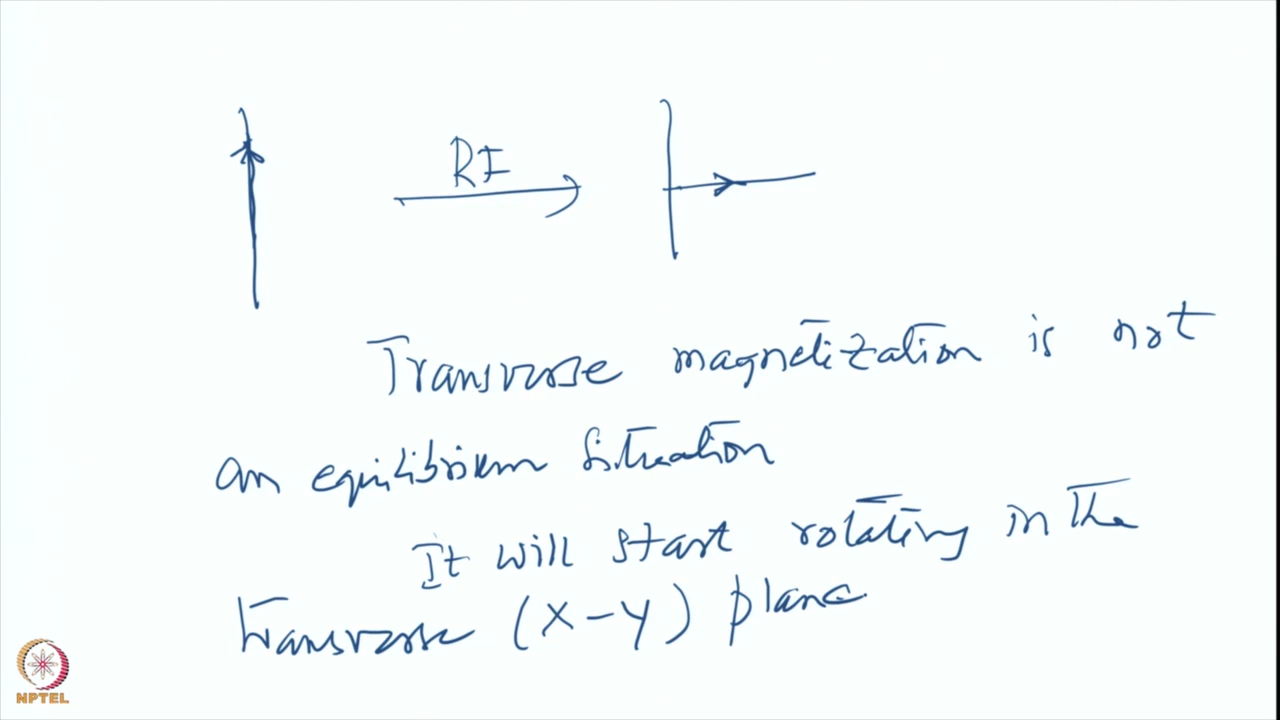 RF
Transverse magnetization is not
an equilibrium situation
It will start rotating in the
transverse (X-Y) plane
NPTEL